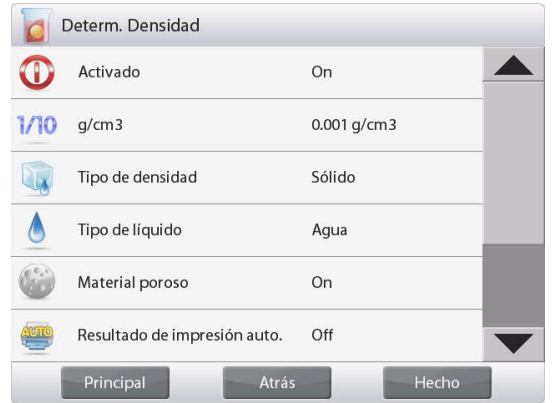 Determ. Densidad
Activado On
1/10 g/cm3 0.001 g/cm3
Tipo de densidad Sólido
Tipo de líquido Agua
Material poroso On
AUTO Resultado de impresión auto. Off
Principal Atrás Hecho